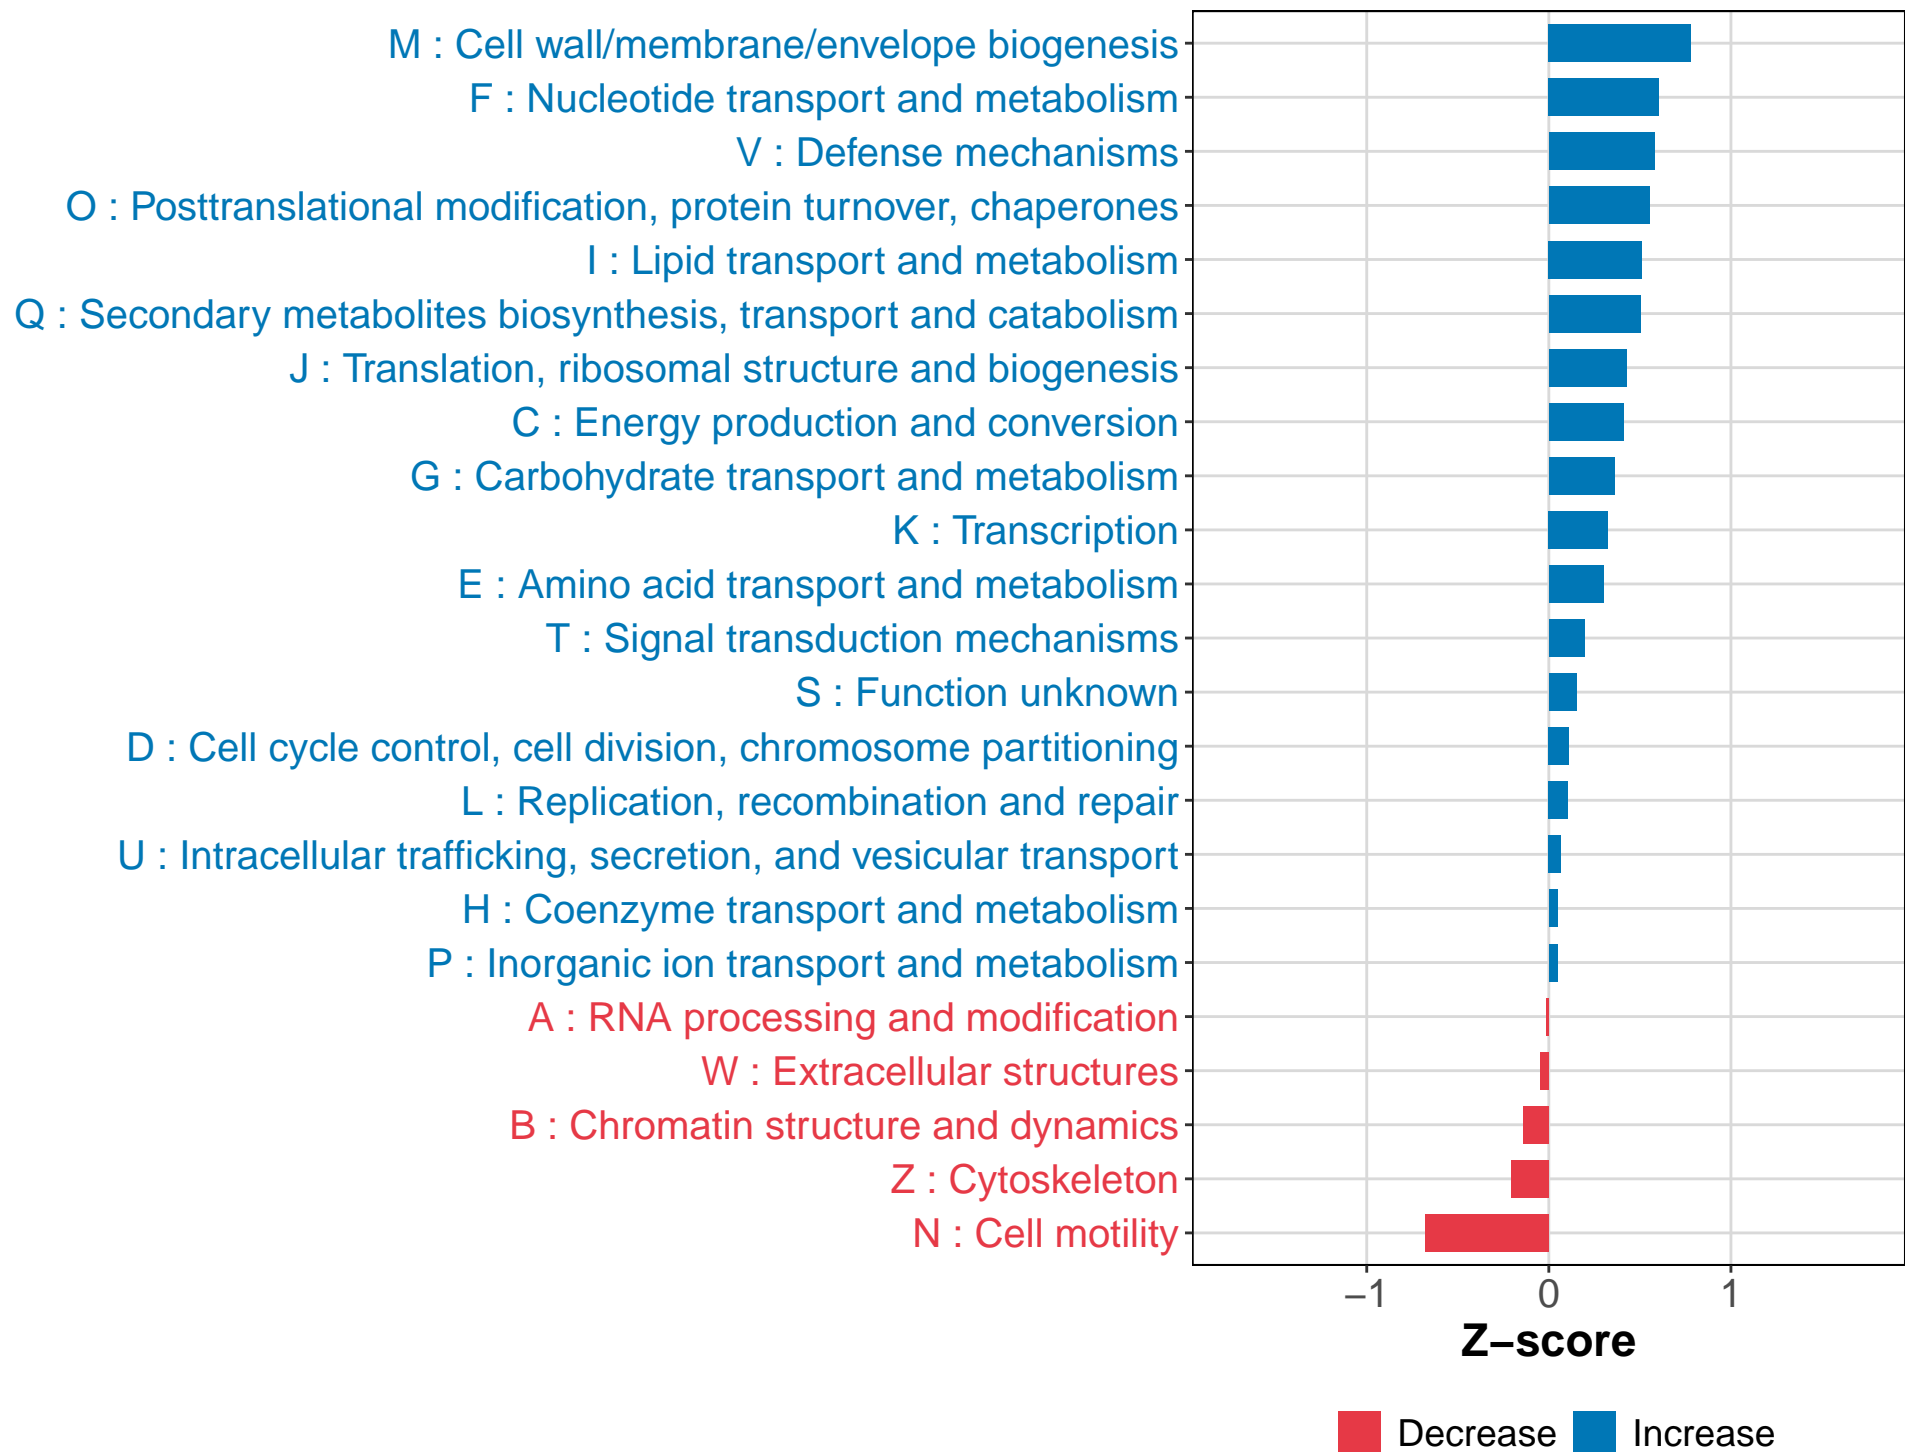 M : Cell wall/membrane/envelope biogenesis
F : Nucleotide transport and metabolism
V : Defense mechanisms
O : Posttranslational modification, protein turnover, chaperones
I : Lipid transport and metabolism
Q : Secondary metabolites biosynthesis, transport and catabolism
J : Translation, ribosomal structure and biogenesis
C : Energy production and conversion
G : Carbohydrate transport and metabolism
K : Transcription
E : Amino acid transport and metabolism
T : Signal transduction mechanisms
S : Function unknown
D : Cell cycle control, cell division, chromosome partitioning
L : Replication, recombination and repair
U : Intracellular trafficking, secretion, and vesicular transport
H : Coenzyme transport and metabolism
P : Inorganic ion transport and metabolism
A : RNA processing and modification
W : Extracellular structures
B : Chromatin structure and dynamics
Z : Cytoskeleton
N : Cell motility
−1 0 1
Z−score
Decrease Increase